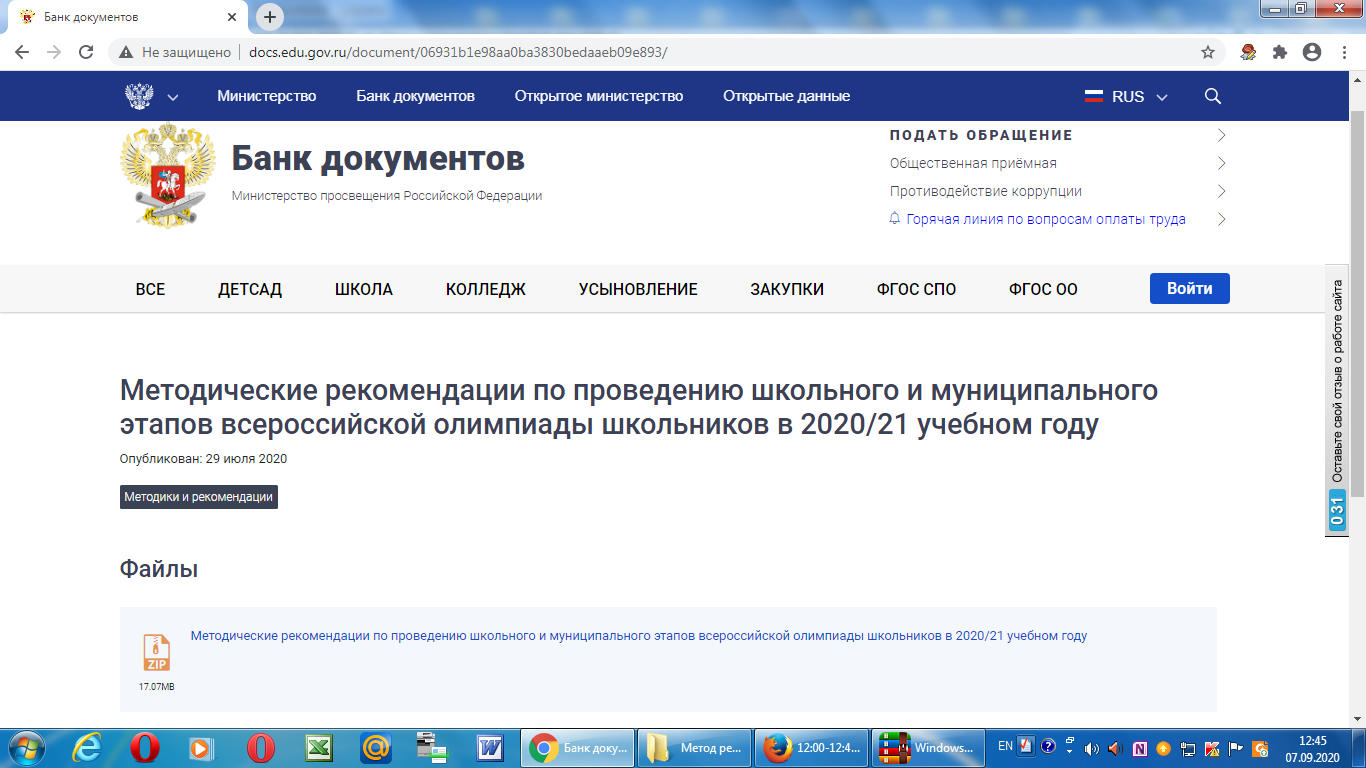 Банк документов
Не защищено
docs.edu.gov.ru/document/06931b1e98aa0ba3830bedaaeb09e893/
Министерство
Банк документов
Открытое министерство
Открытые данные
RUS
Банк документов
Министерство просвещения Российской Федерации
ПОДАТЬ ОБРАЩЕНИЕ
Общественная приёмная
Противодействие коррупции
Горячая линия по вопросам оплаты труда
ВСЕ
ДЕТСАД
ШКОЛА
КОЛЛЕДЖ
УСЫНОВЛЕНИЕ
ЗАКУПКИ
ФГОС СПО
ФГОС ОО
Войти
Оставьте свой отзыв о работе сайта
031
Методические рекомендации по проведению школьного и муниципального
этапов всероссийской олимпиады школьников в 2020/21 учебном году
Опубликован: 29 июля 2020
Методики и рекомендации
Файлы
ZIP
17.07MB
Методические рекомендации по проведению школьного и муниципального этапов всероссийской олимпиады школьников в 2020/21 учебном году
Банк доку...
Метод ре...
12:00-12:4...
Windows...
EN
12:45
07.09.2020